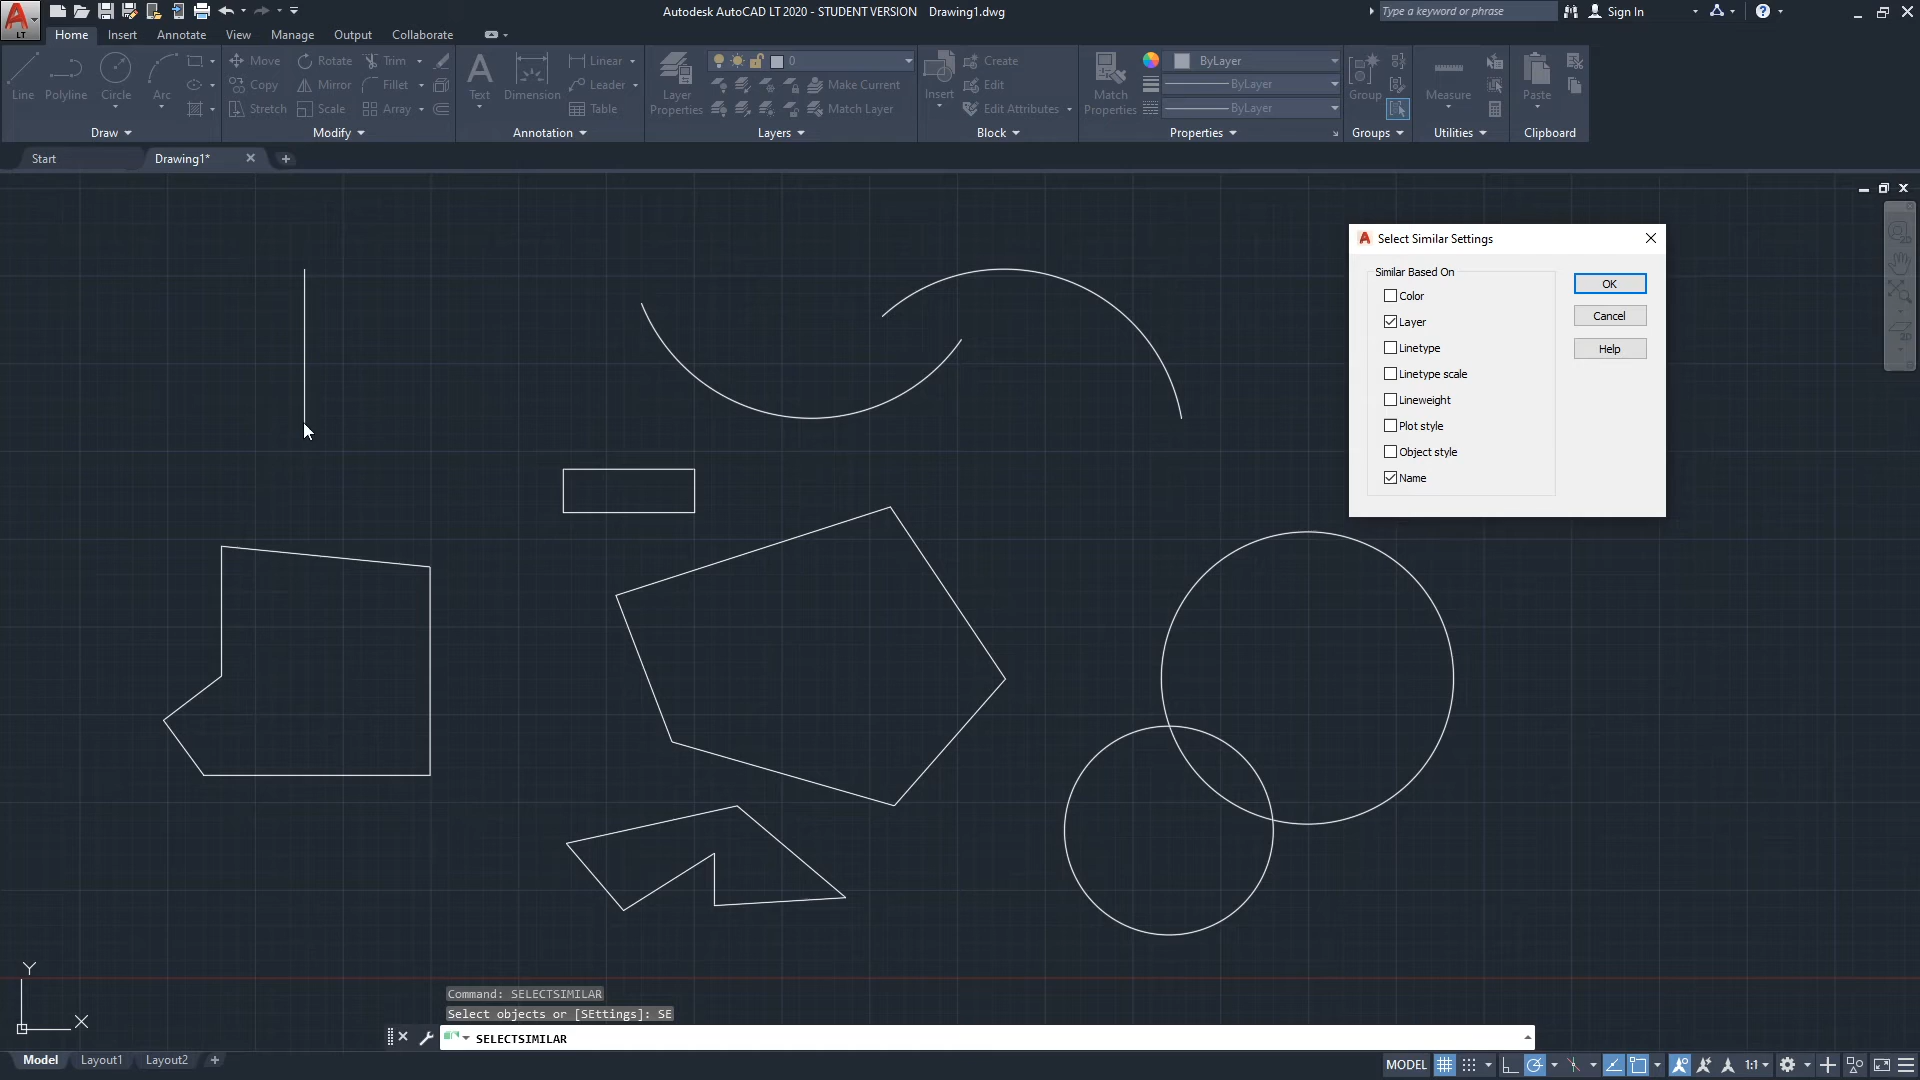 Autodesk AutoCAD LT 2020 - STUDENT VERSION Drawing1.dwg
Type a keyword or phrase
Sign In
LT
Home Insert Annotate View Manage Output Collaborate
Line Polyline Circle Arc
Draw
Move Rotate Trim
Copy Mirror Fillet
Stretch Scale Array
Modify
Text Dimension
Linear
Leader
Table
Annotation
Layer Properties
0
Make Current
Match Layer
Layers
Insert
Create
Edit
Edit Attributes
Block
Match Properties
ByLayer
ByLayer
ByLayer
Properties
Group
Groups
Measure
Utilities
Paste
Clipboard
Start Drawing1*
Select Similar Settings
Similar Based On
Color
Layer
Linetype
Linetype scale
Lineweight
Plot style
Object style
Name
OK
Cancel
Help
Y
X
Command: SELECTSIMILAR
Select objects or [SEttings]: SE
SELECTSIMILAR
Model Layout1 Layout2
MODEL
1:1